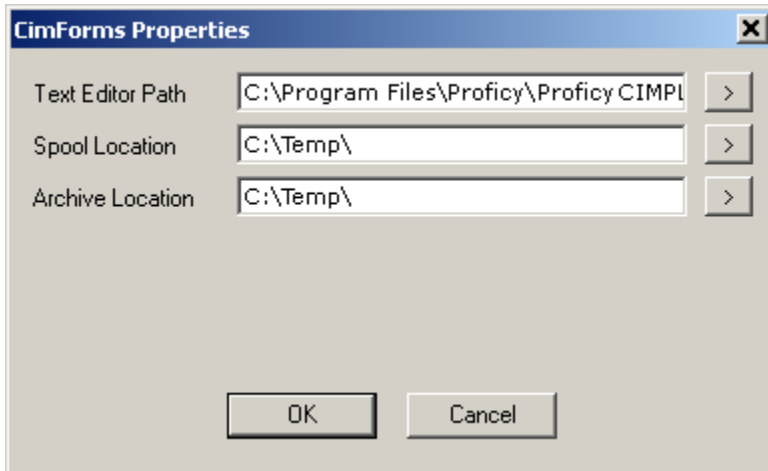 CimForms Properties
Text Editor Path C:\Program Files\Proficy\Proficy CIMPL >
Spool Location C:\Temp\ >
Archive Location C:\Temp\ >
OK Cancel